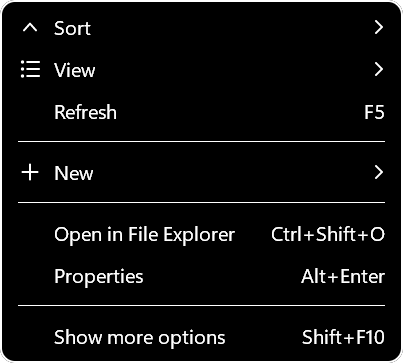 Sort
View
Refresh F5
New
Open in File Explorer Ctrl+Shift+O
Properties Alt+Enter
Show more options Shift+F10